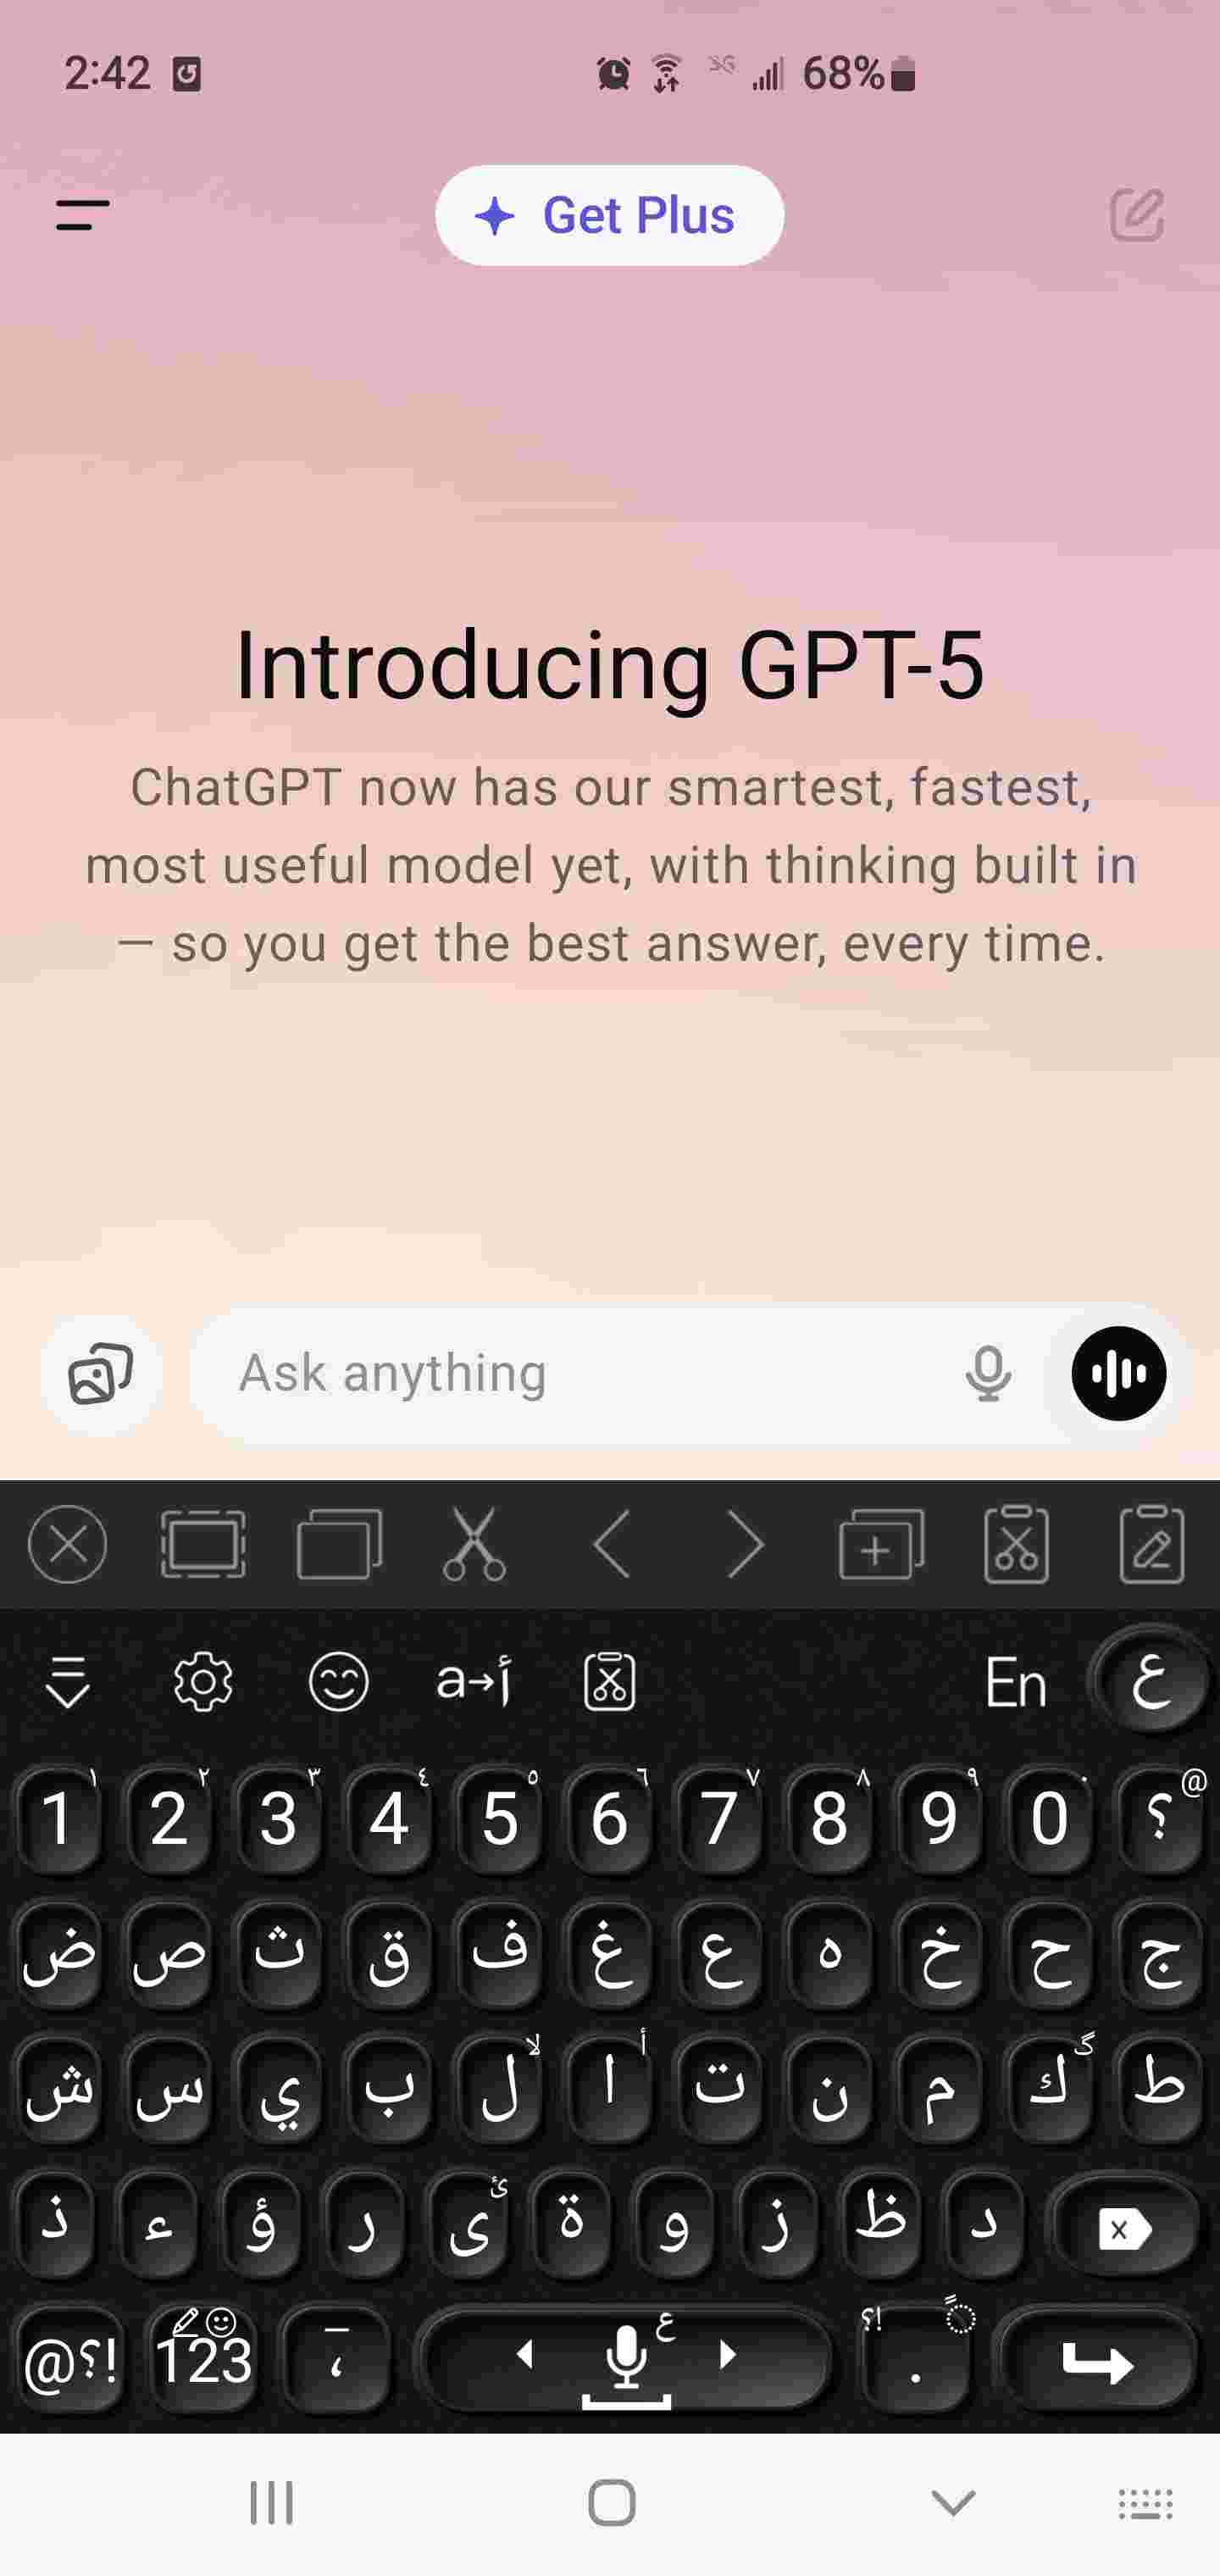 2:42 68%
Get Plus
Introducing GPT-5
ChatGPT now has our smartest, fastest,
most useful model yet, with thinking built in
— so you get the best answer, every time.
Ask anything
a→أ En ع
1 ١ 2 ٢ 3 ٣ 4 ٤ 5 ٥ 6 ٦ 7 ٧ 8 ٨ 9 ٩ 0 ٠ ؟ @
ض ص ث ق ف غ ع ه خ ح ج
ش س ي ب ل لا ا أ ت ن م ك گ ط
ذ ء ؤ ر ى ئ ة و ز ظ د
@؟! 123 ، ع . ؟!